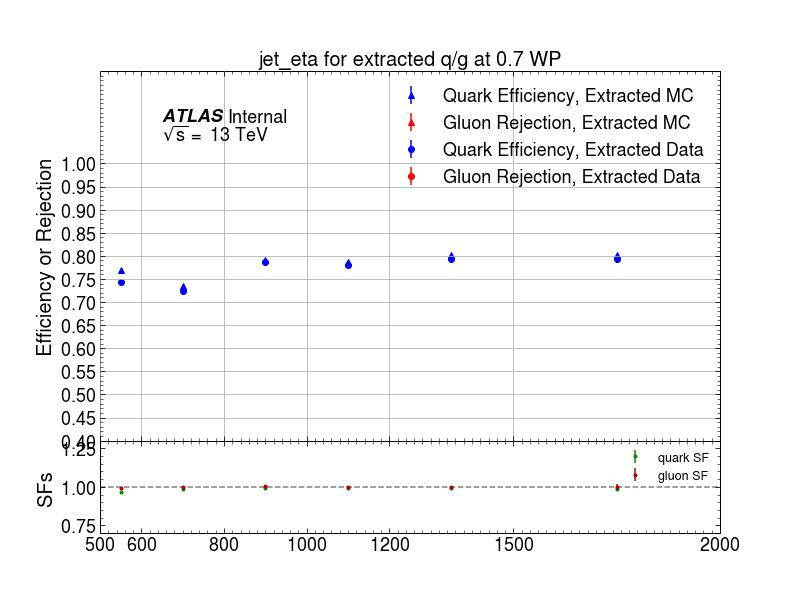 jet_eta for extracted q/g at 0.7 WP
ATLAS Internal
√s = 13 TeV
Quark Efficiency, Extracted MC
Gluon Rejection, Extracted MC
Quark Efficiency, Extracted Data
Gluon Rejection, Extracted Data
Efficiency or Rejection
1.00
0.95
0.90
0.85
0.80
0.75
0.70
0.65
0.60
0.55
0.50
0.45
0.40
SFs
1.25
1.00
0.75
quark SF
gluon SF
500 600 800 1000 1200 1500 2000